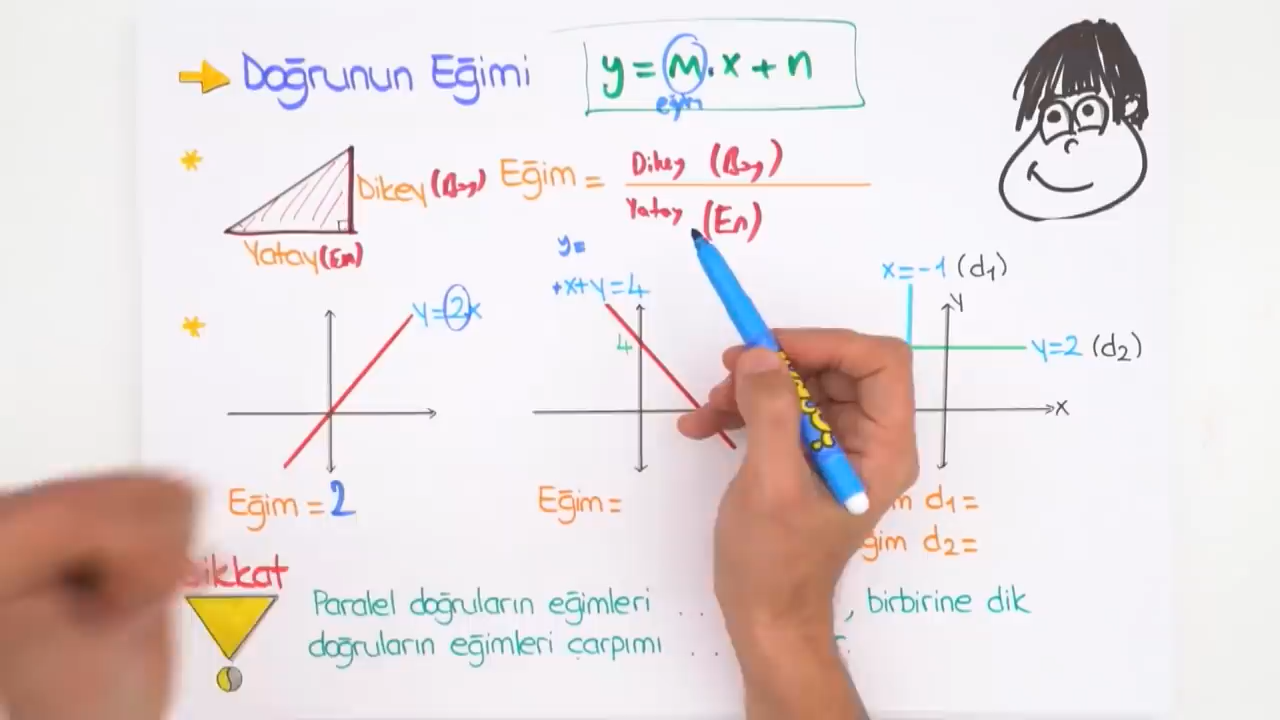 Doğrunun Eğimi
y = m.x + n
eğim
Dikey (Boy)
Yatay (En)
Eğim = Dikey (Boy)
Yatay (En)
y = 2x
Eğim = 2
y =
+x+y=4
4
Eğim =
x=-1 (d1)
y
y=2 (d2)
x
d1=
d2=
Paralel doğruların eğimleri . . , birbirine dik
doğruların eğimleri çarpımı . .